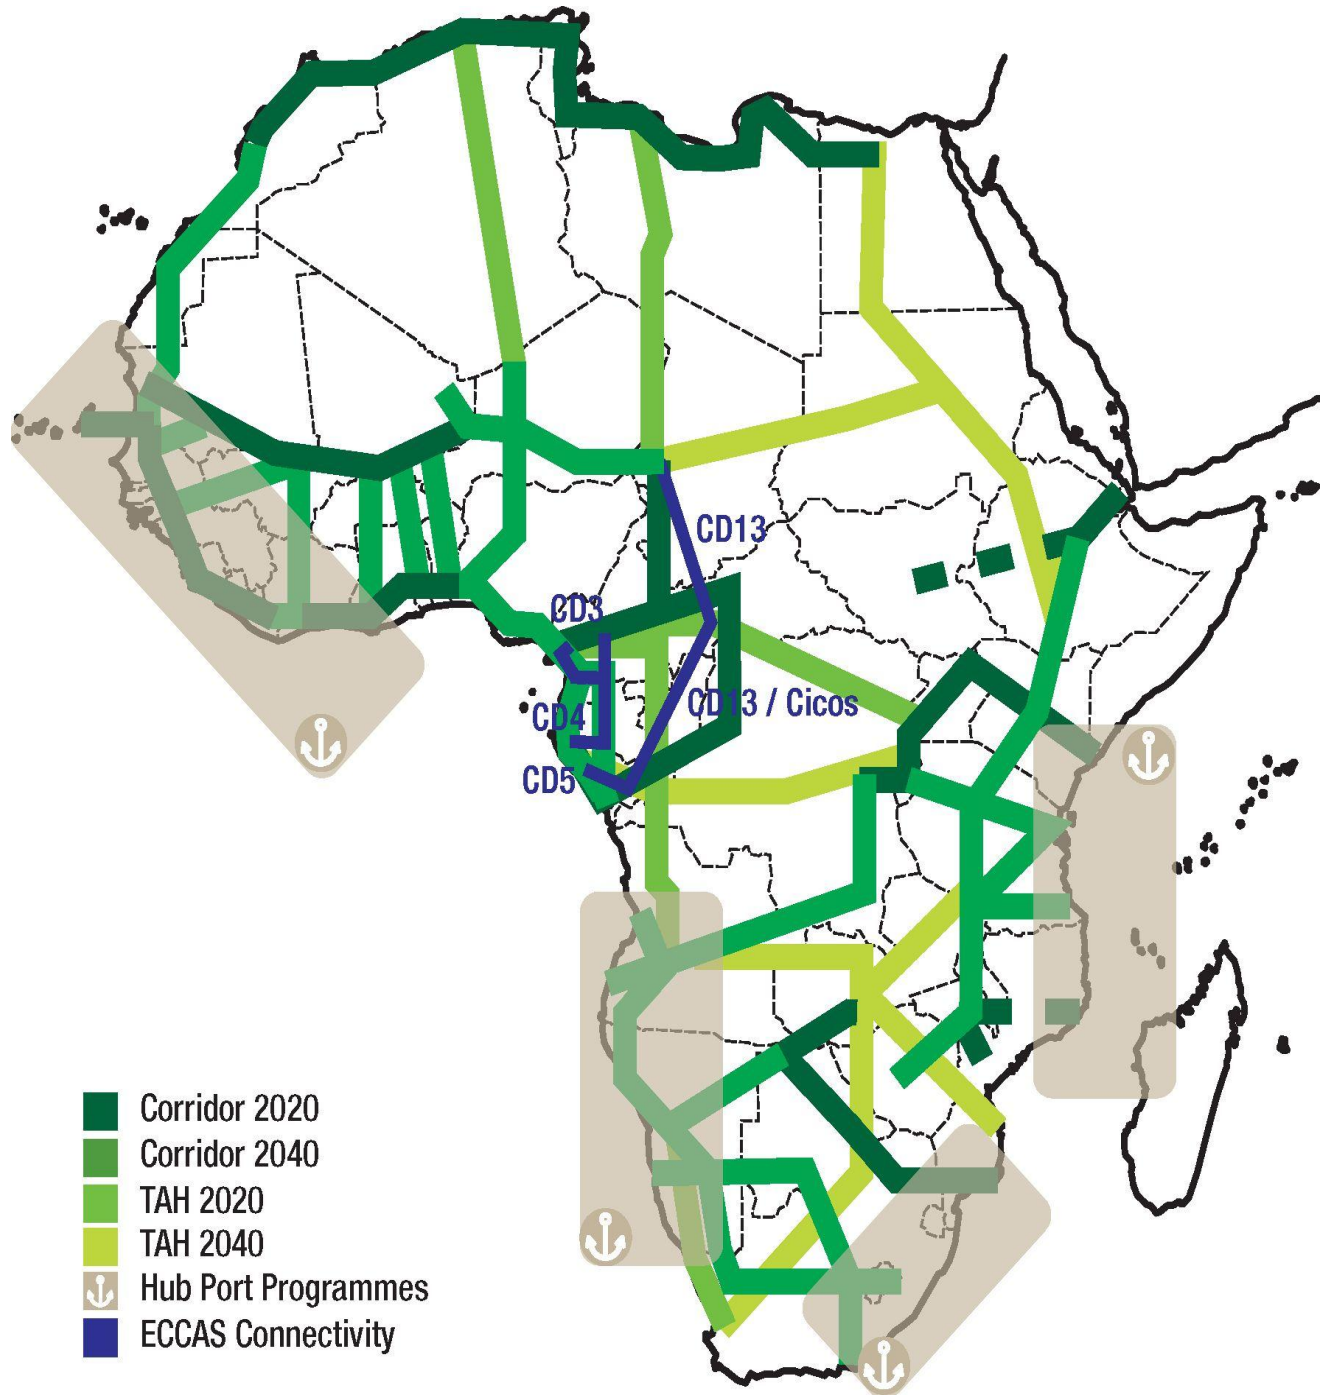 CD13
CD3
CD13 / Cicos
CD4
CD5
Corridor 2020
Corridor 2040
TAH 2020
TAH 2040
Hub Port Programmes
ECCAS Connectivity